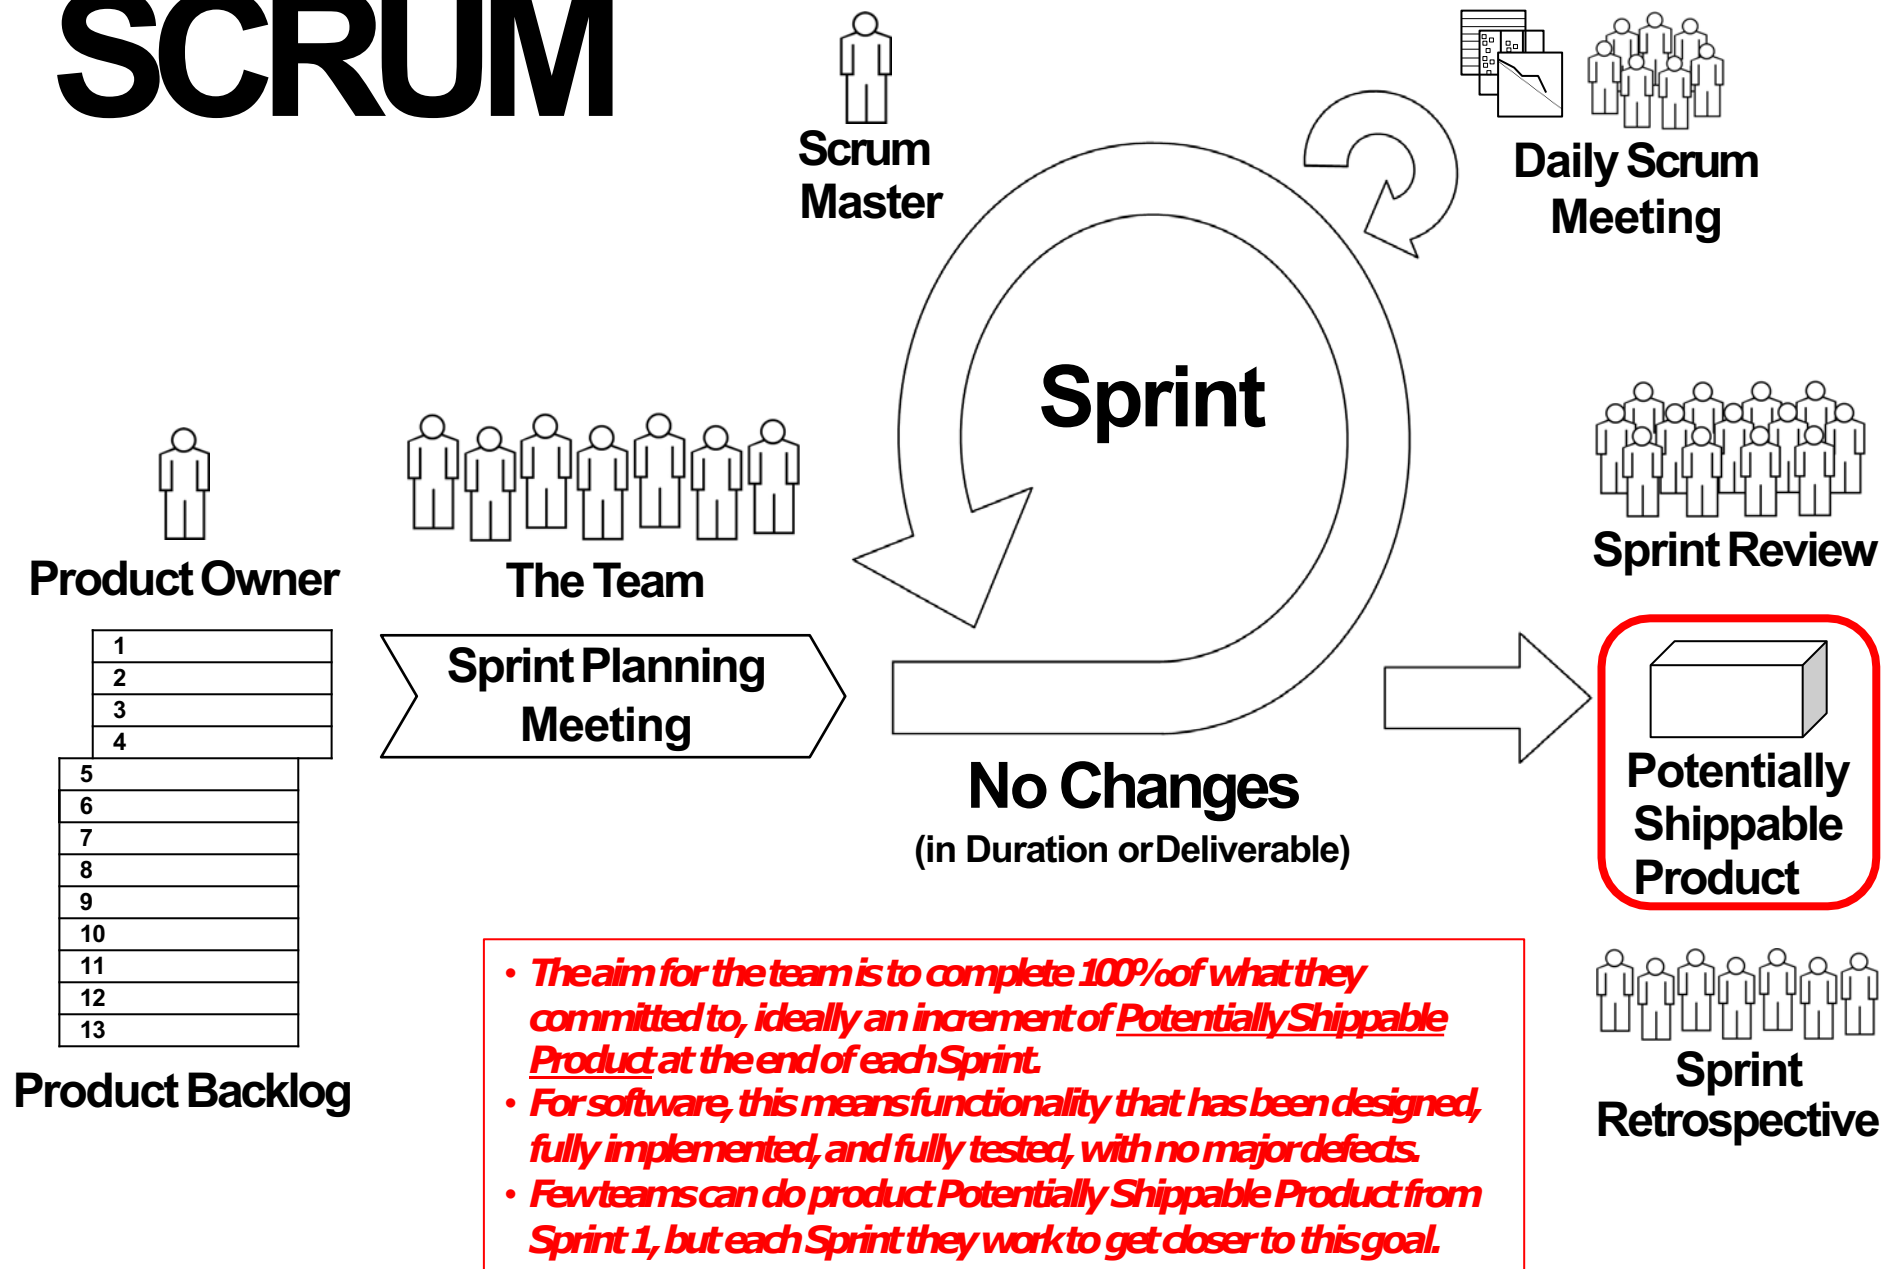 SCRUM
Scrum
Master
Daily Scrum
Meeting
Sprint
Product Owner
The Team
Sprint Review
1
2
3
4
5
6
7
8
9
10
11
12
13
Product Backlog
Sprint Planning
Meeting
No Changes
(in Duration or Deliverable)
Potentially
Shippable
Product
• The aim for the team is to complete 100% of what they
committed to, ideally an increment of Potentially Shippable
Product at the end of each Sprint.
• For software, this means functionality that has been designed,
fully implemented, and fully tested, with no major defects.
• Few teams can do product Potentially Shippable Product from
Sprint 1, but each Sprint they work to get closer to this goal.
Sprint
Retrospective